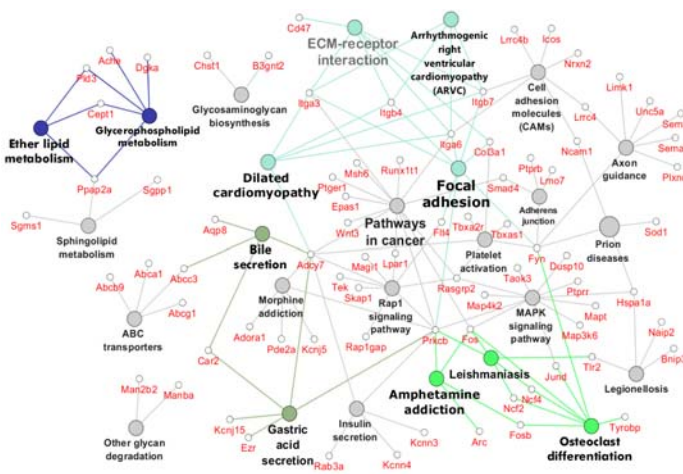 Cd47
Lrrc4b
Icos
Ache
ECM-receptor
interaction
Arrhythmogenic
right
ventricular
cardiomyopathy
(ARVC)
Nrxn2
Pld3
Dgka
Chst1
B3gnt2
Limk1
Cept1
Itga3
Itgb4
Itgb7
Cell
adhesion
molecules (CAMs)
Unc5a
Glycosaminoglycan
biosynthesis
Lrrc4
Ether lipid
metabolism
Glycerophospholipid
metabolism
Itga6
Ncam1
Axon
guidance
Msh6
Runx1t1
Col3a1
Ptprb
Ppap2a
Sgpp1
Dilated
cardiomyopathy
Ptger1
Focal
adhesion
Smad4
Lmo7
Epas1
Adherens
junction
Sgms1
Aqp8
Wnt3
Pathways
in cancer
Tbxa2r
Flt4
Tbxas1
Sod1
Sphingolipid
metabolism
Bile
secretion
Platelet
activation
Fyn
Prion
diseases
Adcy7
Abca1
Abcb9
Abcc3
Magi1
Lpar1
Dusp10
Tek
Taok3
Rasgrp2
Ptprr
Abcg1
Morphine
addiction
Skap1
Rap1
signaling
pathway
Map4k2
Hspa1a
MAPK
signaling
pathway
Mapt
ABC
transporters
Adora1
Kcnj5
Pde2a
Rap1gap
Prkcb
Fos
Map3k6
Naip2
Car2
Leishmaniasis
Tlr2
Jund
Legionellosis
Man2b2
Manba
Amphetamine
addiction
Ncf4
Ncf2
Other glycan
degradation
Kcnj15
Ezr
Gastric
acid
secretion
Insulin
secretion
Kcnn3
Arc
Fosb
Tyrobp
Rab3a
Kcnn4
Osteoclast
differentiation